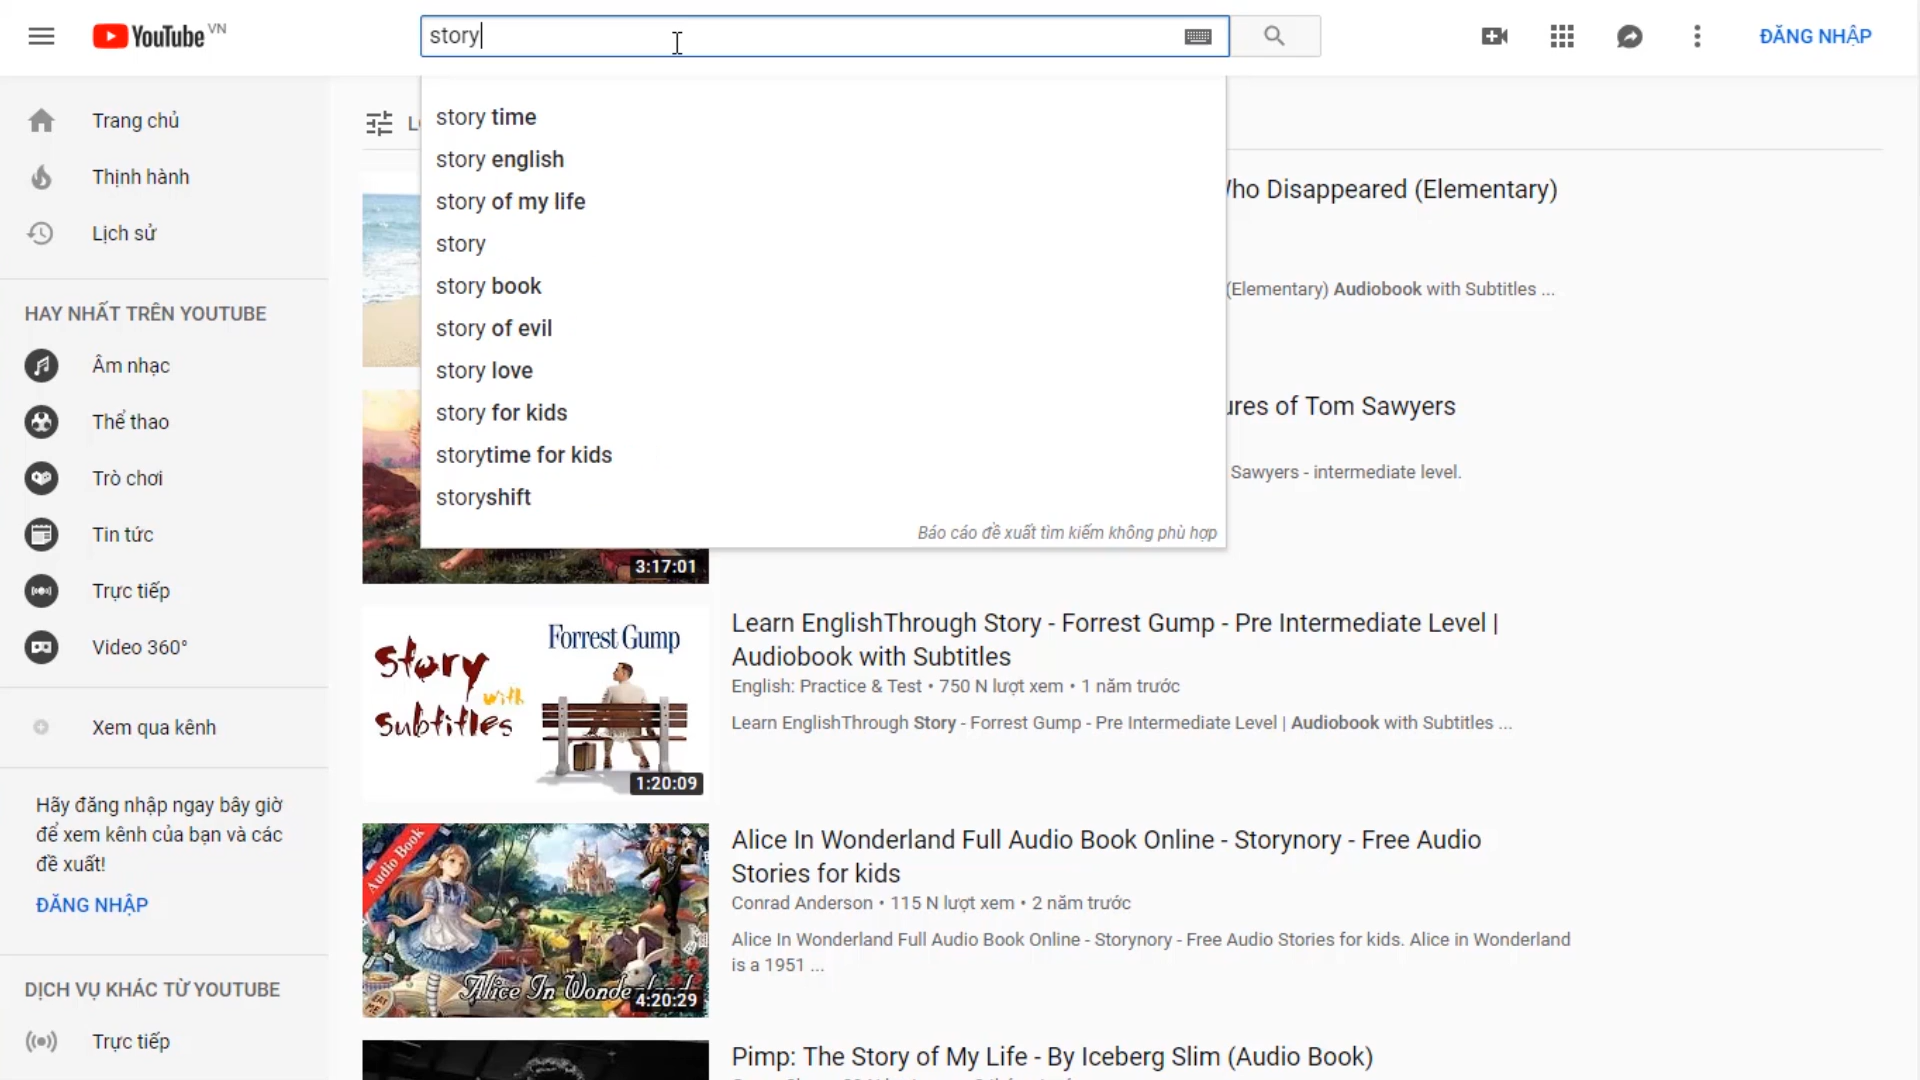 YouTube VN
story
ĐĂNG NHẬP
story time
story english
story of my life
story
story book
story of evil
story love
story for kids
storytime for kids
storyshift
Báo cáo đề xuất tìm kiếm không phù hợp
Trang chủ
Thịnh hành
Lịch sử
HAY NHẤT TRÊN YOUTUBE
Âm nhạc
Thể thao
Trò chơi
Tin tức
Trực tiếp
Video 360°
Xem qua kênh
Hãy đăng nhập ngay bây giờ
để xem kênh của bạn và các
đề xuất!
ĐĂNG NHẬP
DỊCH VỤ KHÁC TỪ YOUTUBE
Trực tiếp
Disappeared (Elementary)
(Elementary) Audiobook with Subtitles ...
of Tom Sawyers
Sawyers - intermediate level.
3:17:01
Story with subtitles
Forrest Gump
1:20:09
Learn EnglishThrough Story - Forrest Gump - Pre Intermediate Level |
Audiobook with Subtitles
English: Practice & Test • 750 N lượt xem • 1 năm trước
Learn EnglishThrough Story - Forrest Gump - Pre Intermediate Level | Audiobook with Subtitles ...
Audio Book
EAT ME
Alice In Wonde
4:20:29
Alice In Wonderland Full Audio Book Online - Storynory - Free Audio
Stories for kids
Conrad Anderson • 115 N lượt xem • 2 năm trước
Alice In Wonderland Full Audio Book Online - Storynory - Free Audio Stories for kids. Alice in Wonderland
is a 1951 ...
Pimp: The Story of My Life - By Iceberg Slim (Audio Book)